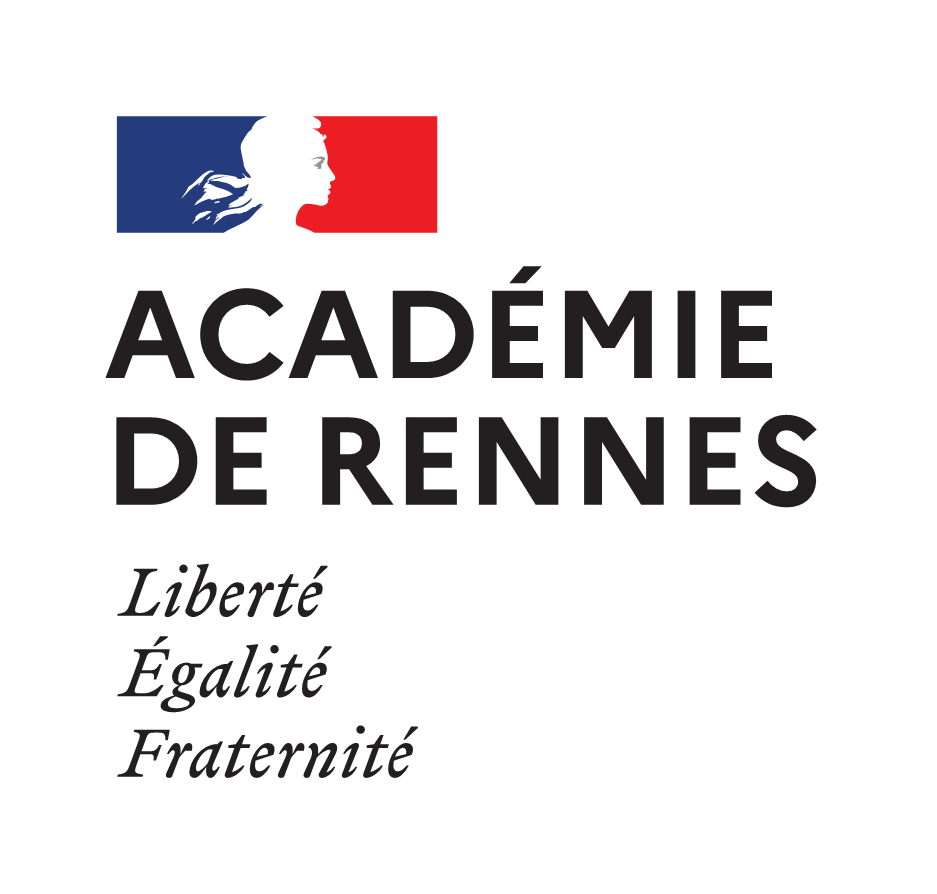 ACADÉMIE
DE RENNES
Liberté
Égalité
Fraternité